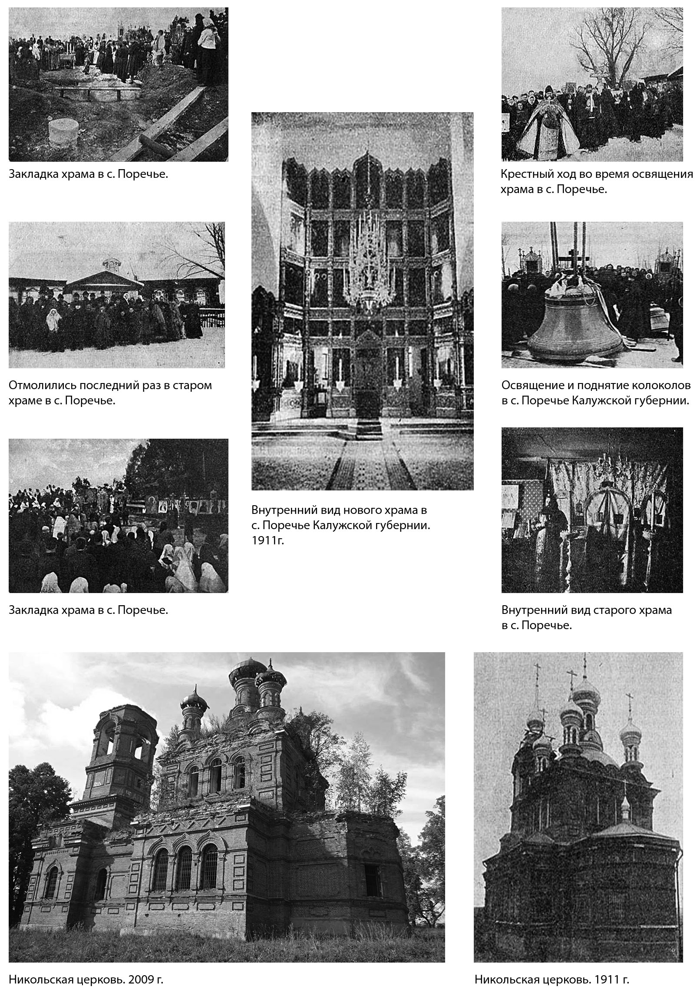 Закладка храма в с. Поречье.
Крестный ход во время освящения
храма в с. Поречье.
Отмолились последний раз в старом
храме в с. Поречье.
Освящение и поднятие колоколов
в с. Поречье Калужской губернии.
Внутренний вид нового храма в
с. Поречье Калужской губернии.
1911г.
Закладка храма в с. Поречье.
Внутренний вид старого храма
в с. Поречье.
Никольская церковь. 2009 г.
Никольская церковь. 1911 г.